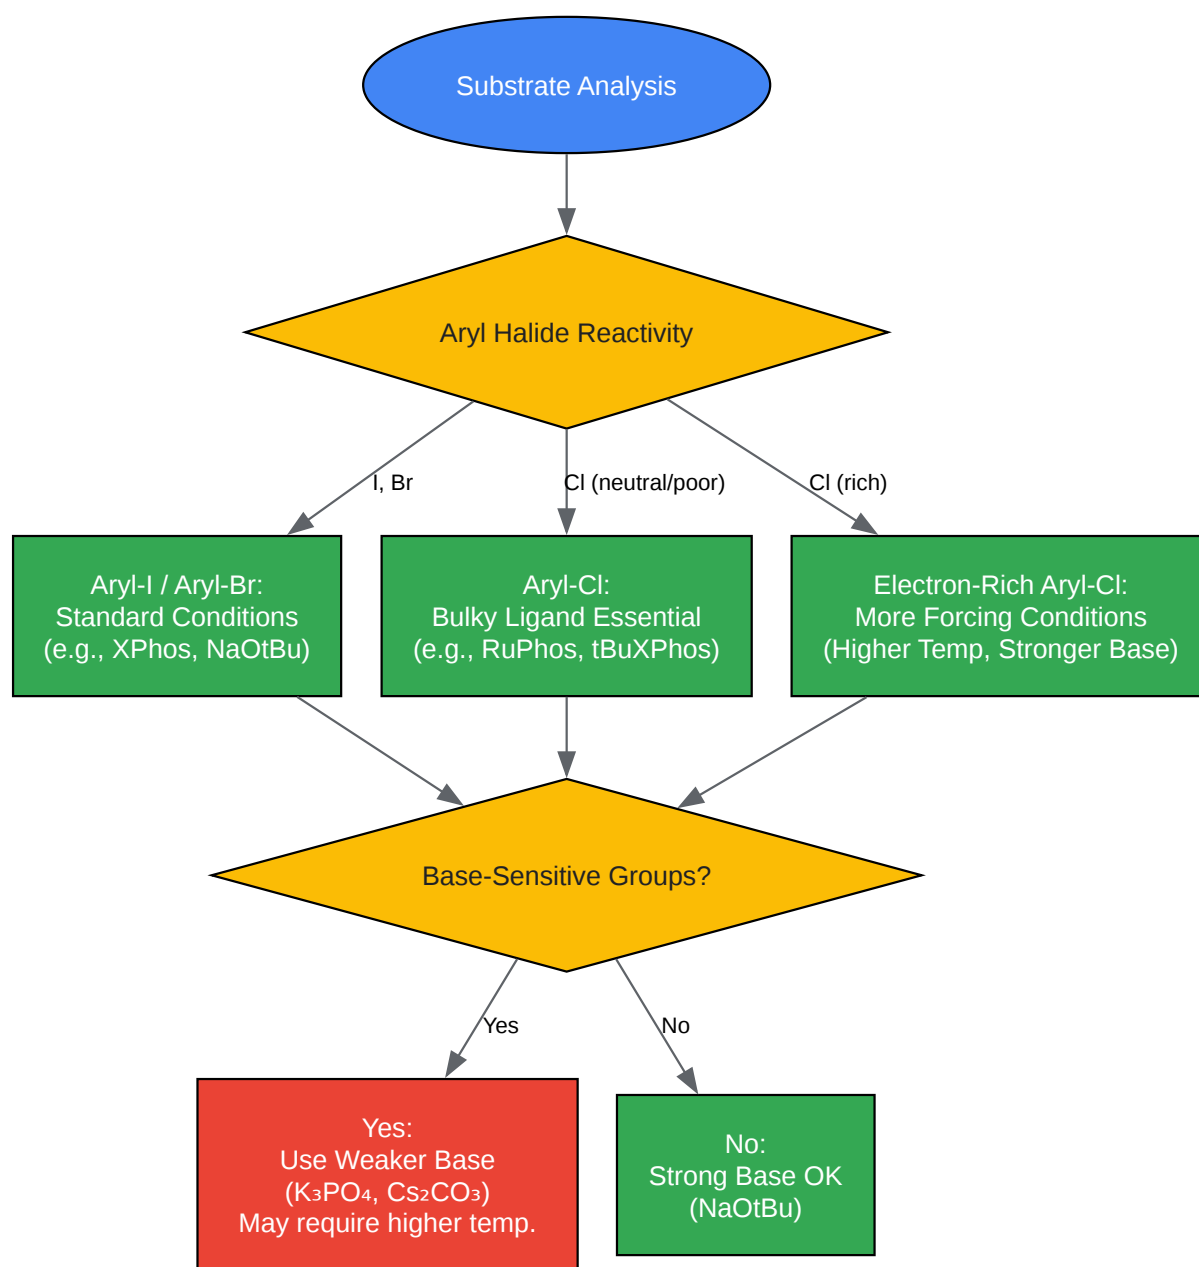 Substrate Analysis
Aryl Halide Reactivity
I, Br
Cl (neutral/poor)
Cl (rich)
Aryl-I / Aryl-Br:
Standard Conditions
(e.g., XPhos, NaOtBu)
Aryl-Cl:
Bulky Ligand Essential
(e.g., RuPhos, tBuXPhos)
Electron-Rich Aryl-Cl:
More Forcing Conditions
(Higher Temp, Stronger Base)
Base-Sensitive Groups?
Yes
No
Yes:
Use Weaker Base
(K₃PO₄, Cs₂CO₃)
May require higher temp.
No:
Strong Base OK
(NaOtBu)